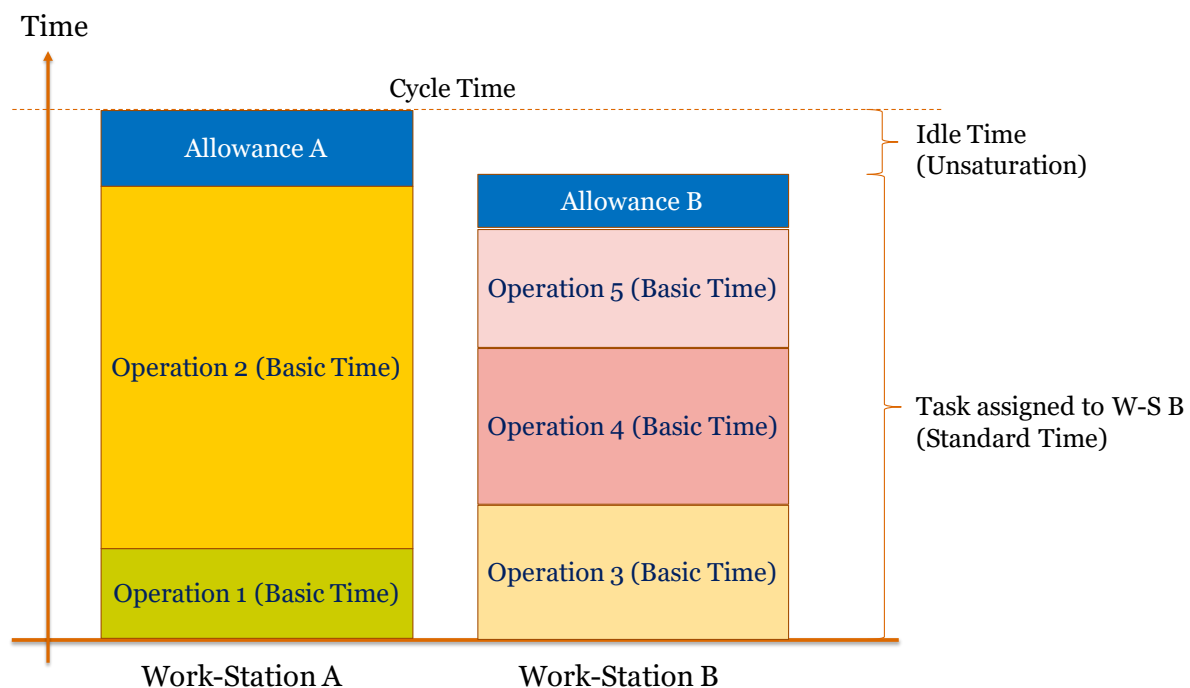 Time
Cycle Time
Allowance A
Idle Time
(Unsaturation)
Allowance B
Operation 5 (Basic Time)
Operation 2 (Basic Time)
Operation 4 (Basic Time)
Task assigned to W-S B
(Standard Time)
Operation 3 (Basic Time)
Operation 1 (Basic Time)
Work-Station A
Work-Station B